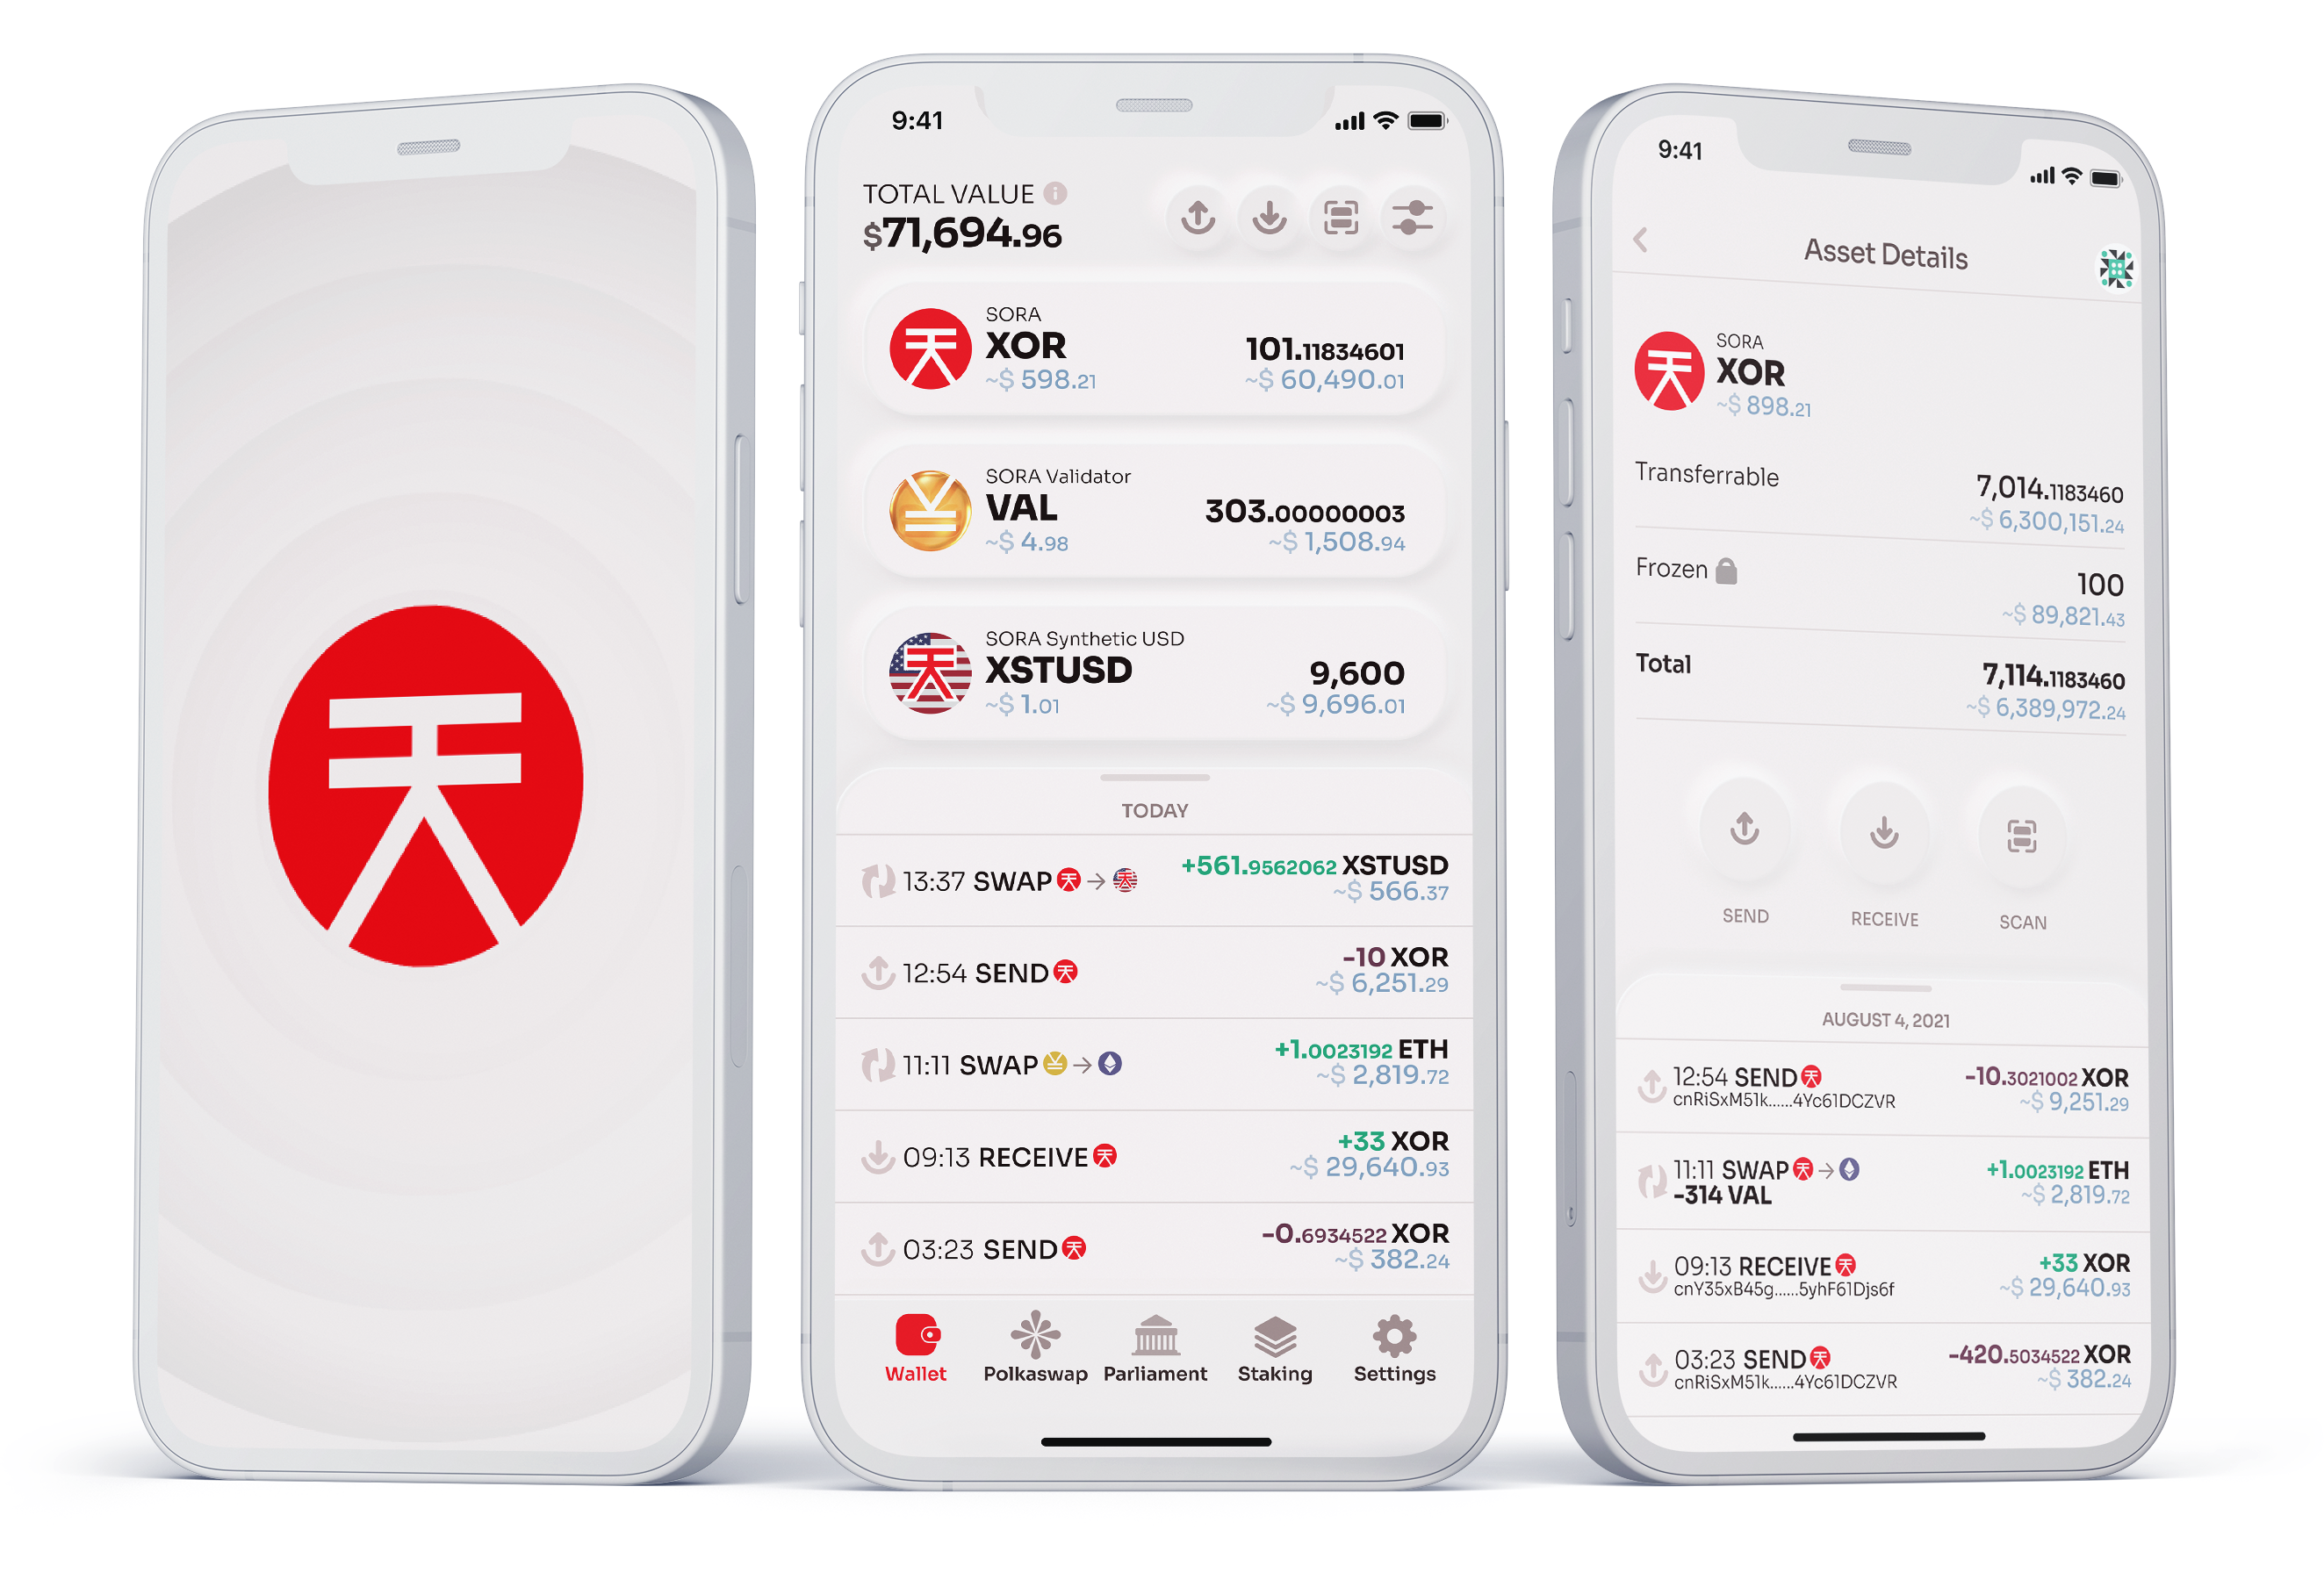 天
9:41
TOTAL VALUE
$71,694.96
SORA
XOR
~$ 598.21
101.11834601
~$ 60,490.01
SORA Validator
VAL
~$ 4.98
303.00000003
~$ 1,508.94
SORA Synthetic USD
XSTUSD
~$ 1.01
9,600
~$ 9,696.01
TODAY
13:37 SWAP → +561.9562062 XSTUSD
~$ 566.37
12:54 SEND -10 XOR
~$ 6,251.29
11:11 SWAP → +1.0023192 ETH
~$ 2,819.72
09:13 RECEIVE +33 XOR
~$ 29,640.93
03:23 SEND -0.6934522 XOR
~$ 382.24
Wallet Polkaswap Parliament Staking Settings
9:41
Asset Details
SORA
XOR
~$ 898.21
Transferrable 7,014.1183460
~$ 6,300,151.24
Frozen 100
~$ 89,821.43
Total 7,114.1183460
~$ 6,389,972.24
SEND RECEIVE SCAN
AUGUST 4, 2021
12:54 SEND -10.3021002 XOR
cnRiSxM51k......4Yc61DCZVR ~$ 9,251.29
11:11 SWAP → +1.0023192 ETH
-314 VAL ~$ 2,819.72
09:13 RECEIVE +33 XOR
cnY35xB45g......5yhF61Djs6f ~$ 29,640.93
03:23 SEND -420.5034522 XOR
cnRiSxM51k......4Yc61DCZVR ~$ 382.24